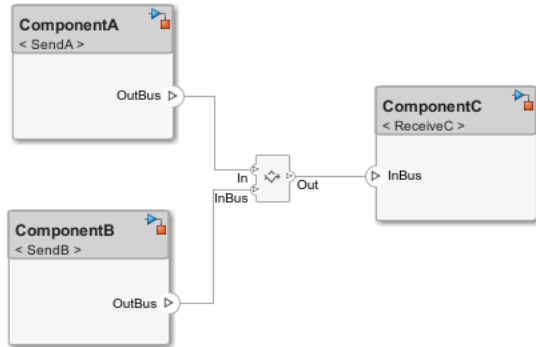 ComponentA
< SendA >
OutBus
ComponentC
< ReceiveC >
InBus
In
Out
InBus
ComponentB
< SendB >
OutBus